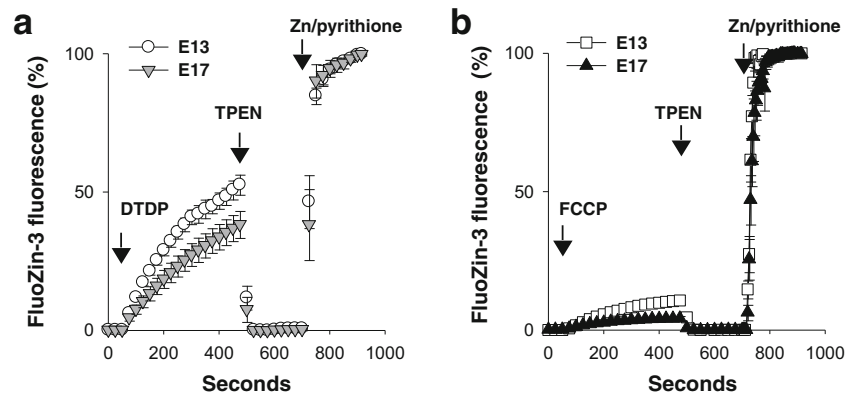 a
Zn/pyrithione
E13
E17
TPEN
DTDP
FluoZin-3 fluorescence (%)
100
50
0
0 200 400 600 800 1000
Seconds
b
Zn/pyrithione
E13
E17
TPEN
FCCP
FluoZin-3 fluorescence (%)
100
50
0
0 200 400 600 800 1000
Seconds